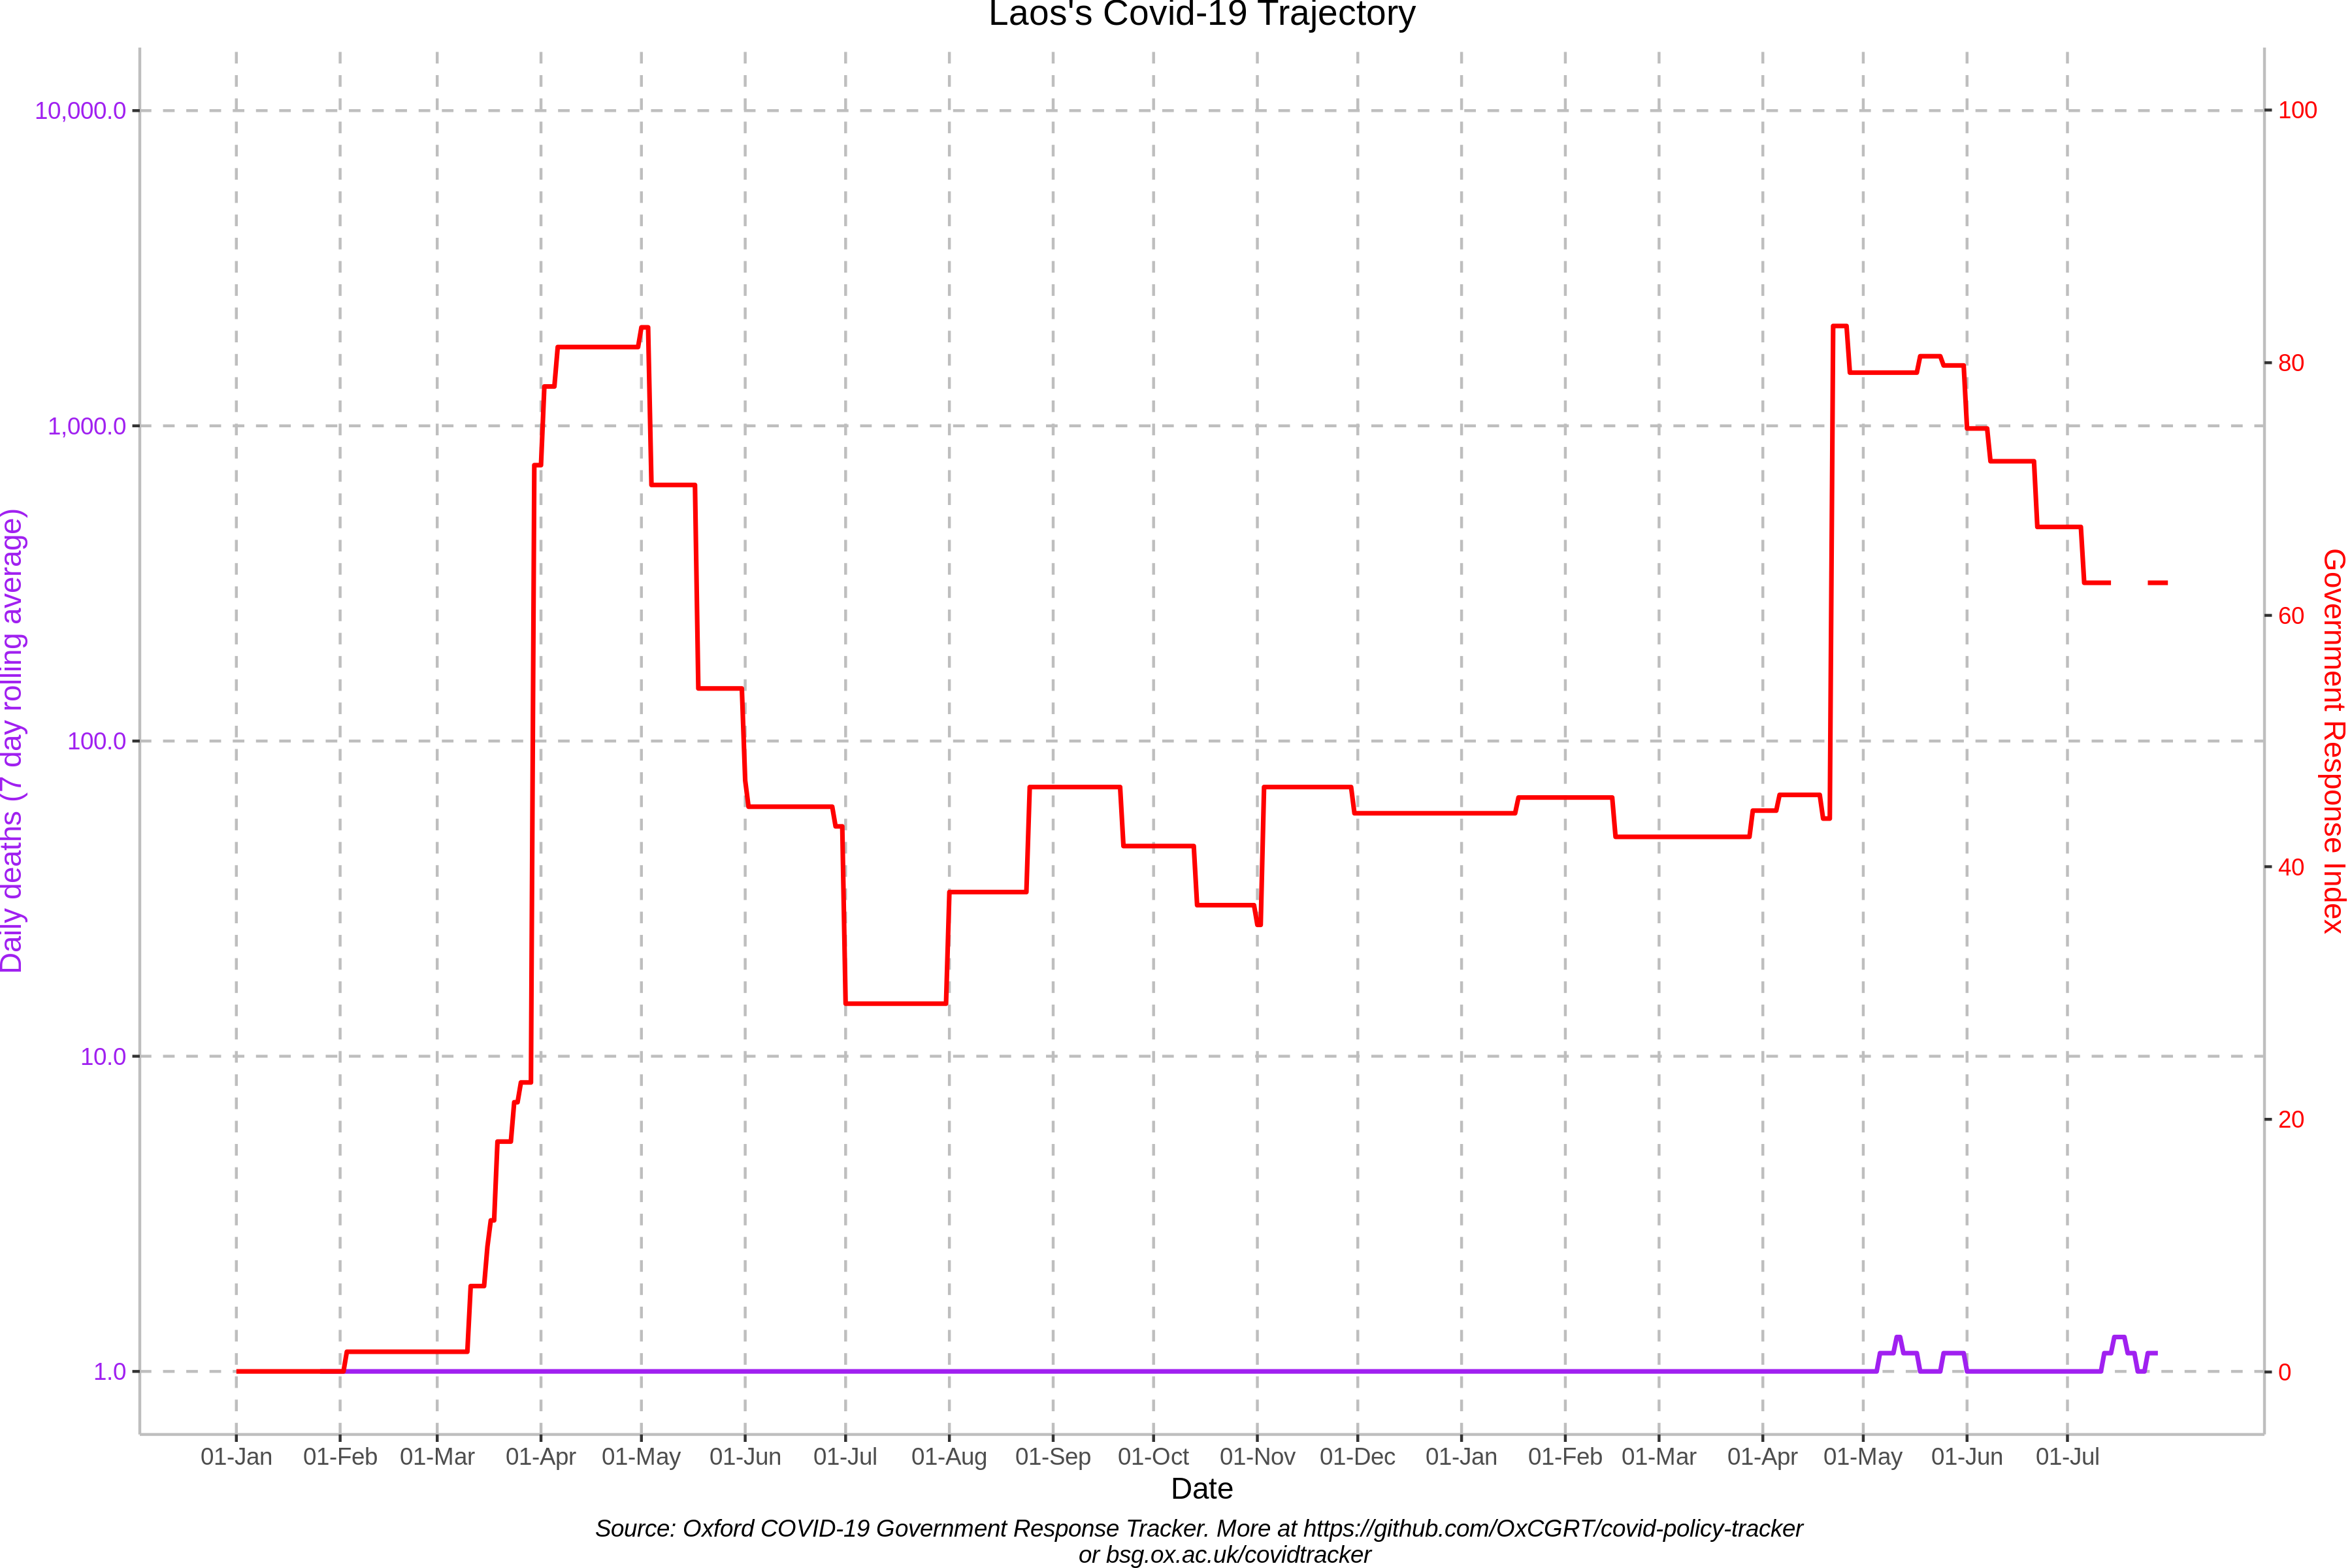 Laos's Covid-19 Trajectory
10,000.0
1,000.0
100.0
10.0
1.0
Daily deaths (7 day rolling average)
100
80
60
40
20
0
Government Response Index
01-Jan 01-Feb 01-Mar 01-Apr 01-May 01-Jun 01-Jul 01-Aug 01-Sep 01-Oct 01-Nov 01-Dec 01-Jan 01-Feb 01-Mar 01-Apr 01-May 01-Jun 01-Jul
Date
Source: Oxford COVID-19 Government Response Tracker. More at https://github.com/OxCGRT/covid-policy-tracker
or bsg.ox.ac.uk/covidtracker